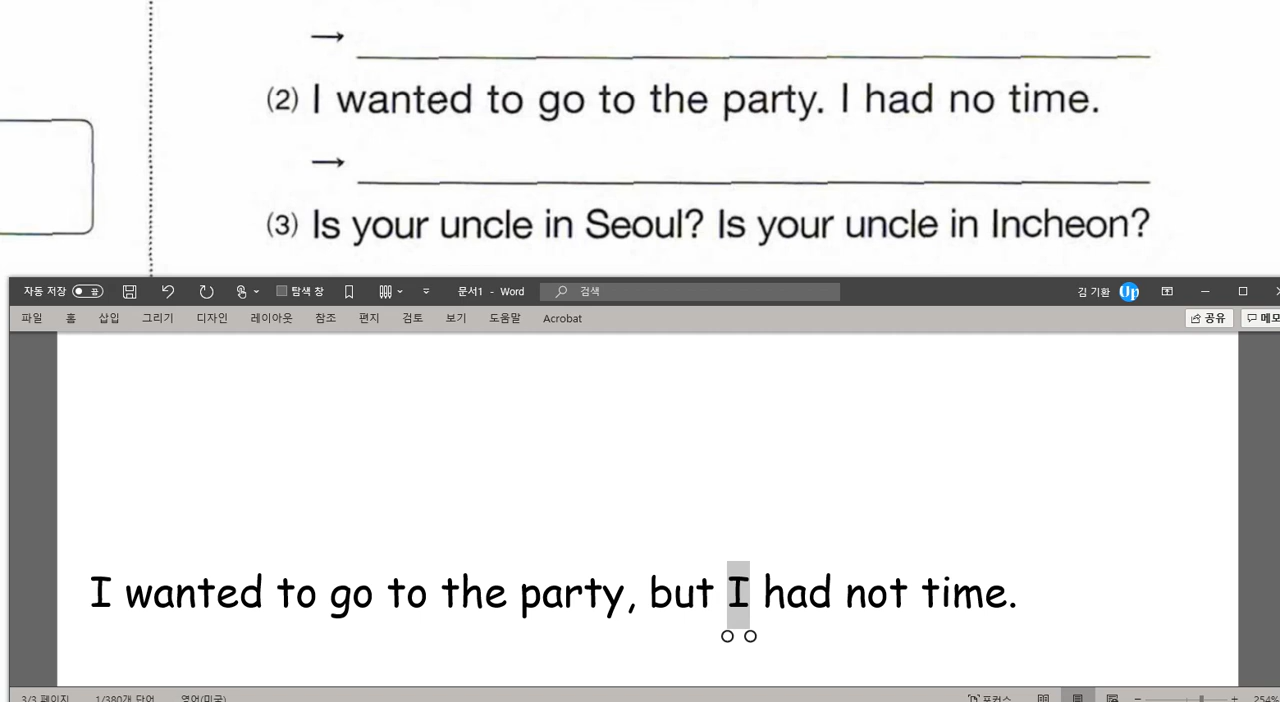 →
(2) I wanted to go to the party. I had no time.
→
(3) Is your uncle in Seoul? Is your uncle in Incheon?
자동 저장 끔 탐색 창 문서1 - Word 검색 김 기환 Up
파일 홈 삽입 그리기 디자인 레이아웃 참조 편지 검토 보기 도움말 Acrobat 공유 메모
I wanted to go to the party, but I had not time.
3/3 페이지 1/380개 단어 영어(미국) 포커스 254%